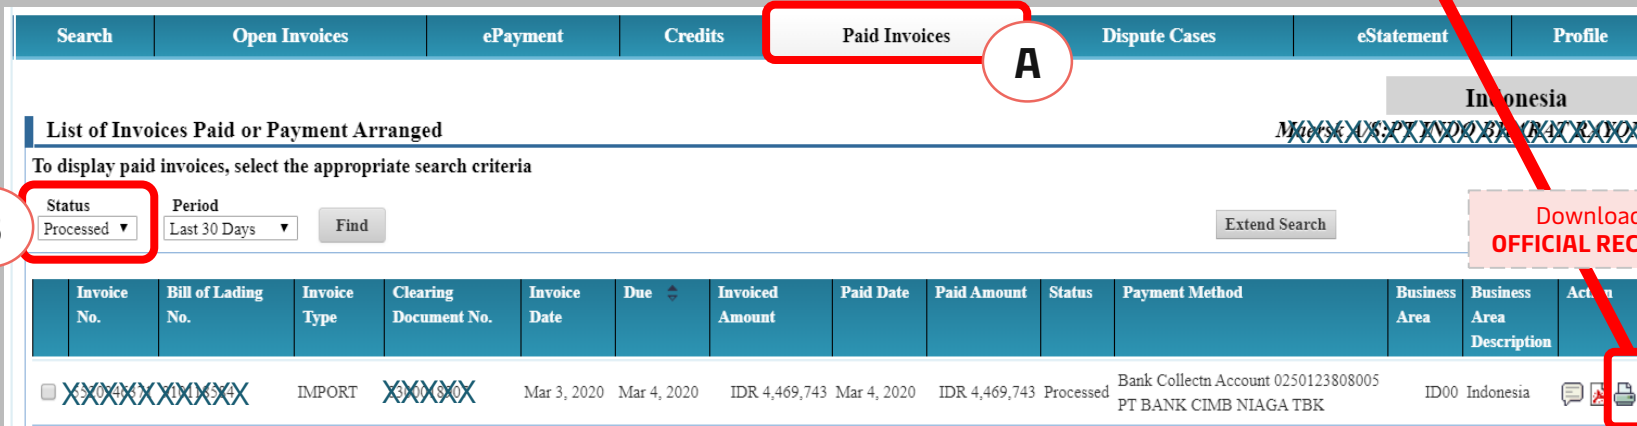 Search Open Invoices ePayment Credits Paid Invoices Dispute Cases eStatement Profile
A
Indonesia
List of Invoices Paid or Payment Arranged
To display paid invoices, select the appropriate search criteria
Status Period
Processed Last 30 Days Find Extend Search
Download
OFFICIAL REC
Invoice No. Bill of Lading No. Invoice Type Clearing Document No. Invoice Date Due Invoiced Amount Paid Date Paid Amount Status Payment Method Business Area Business Area Description Action
IMPORT Mar 3, 2020 Mar 4, 2020 IDR 4,469,743 Mar 4, 2020 IDR 4,469,743 Processed Bank Collectn Account 0250123808005 ID00 Indonesia
PT BANK CIMB NIAGA TBK